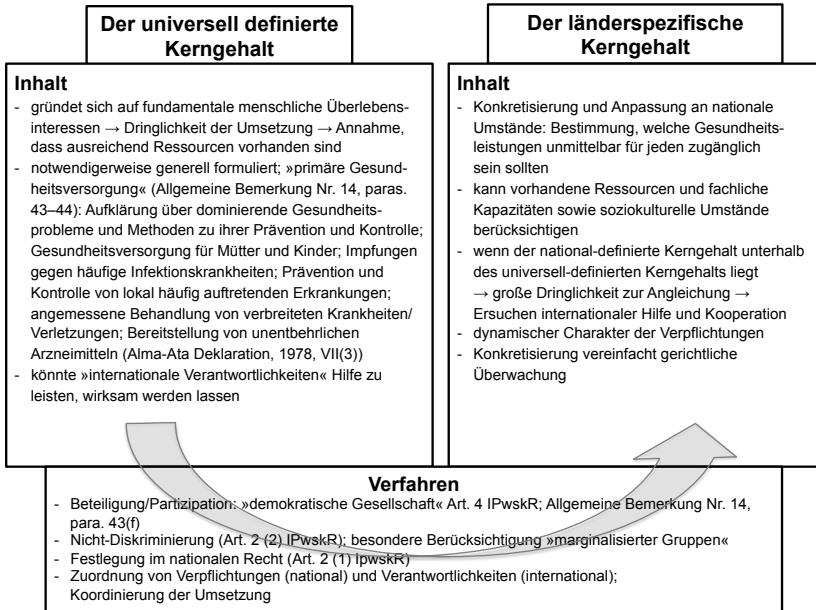 Der universell definierte
Kerngehalt
Inhalt
- gründet sich auf fundamentale menschliche Überlebens-
interessen → Dringlichkeit der Umsetzung → Annahme,
dass ausreichend Ressourcen vorhanden sind
- notwendigerweise generell formuliert; »primäre Gesund-
heitsversorgung« (Allgemeine Bemerkung Nr. 14, paras.
43–44): Aufklärung über dominierende Gesundheits-
probleme und Methoden zu ihrer Prävention und Kontrolle;
Gesundheitsversorgung für Mütter und Kinder; Impfungen
gegen häufige Infektionskrankheiten; Prävention und
Kontrolle von lokal häufig auftretenden Erkrankungen;
angemessene Behandlung von verbreiteten Krankheiten/
Verletzungen; Bereitstellung von unentbehrlichen
Arzneimitteln (Alma-Ata Deklaration, 1978, VII(3))
- könnte »internationale Verantwortlichkeiten« Hilfe zu
leisten, wirksam werden lassen
Der länderspezifische
Kerngehalt
Inhalt
- Konkretisierung und Anpassung an nationale
Umstände: Bestimmung, welche Gesundheits-
leistungen unmittelbar für jeden zugänglich
sein sollten
- kann vorhandene Ressourcen und fachliche
Kapazitäten sowie soziokulturelle Umstände
berücksichtigen
- wenn der national-definierte Kerngehalt unterhalb
des universell-definierten Kerngehalts liegt
→ große Dringlichkeit zur Angleichung →
Ersuchen internationaler Hilfe und Kooperation
- dynamischer Charakter der Verpflichtungen
- Konkretisierung vereinfacht gerichtliche
Überwachung
Verfahren
- Beteiligung/Partizipation: »demokratische Gesellschaft« Art. 4 IPwskR; Allgemeine Bemerkung Nr. 14,
para. 43(f)
- Nicht-Diskriminierung (Art. 2 (2) IPwskR); besondere Berücksichtigung »marginalisierter Gruppen«
- Festlegung im nationalen Recht (Art. 2 (1) IpwskR)
- Zuordnung von Verpflichtungen (national) und Verantwortlichkeiten (international);
Koordinierung der Umsetzung